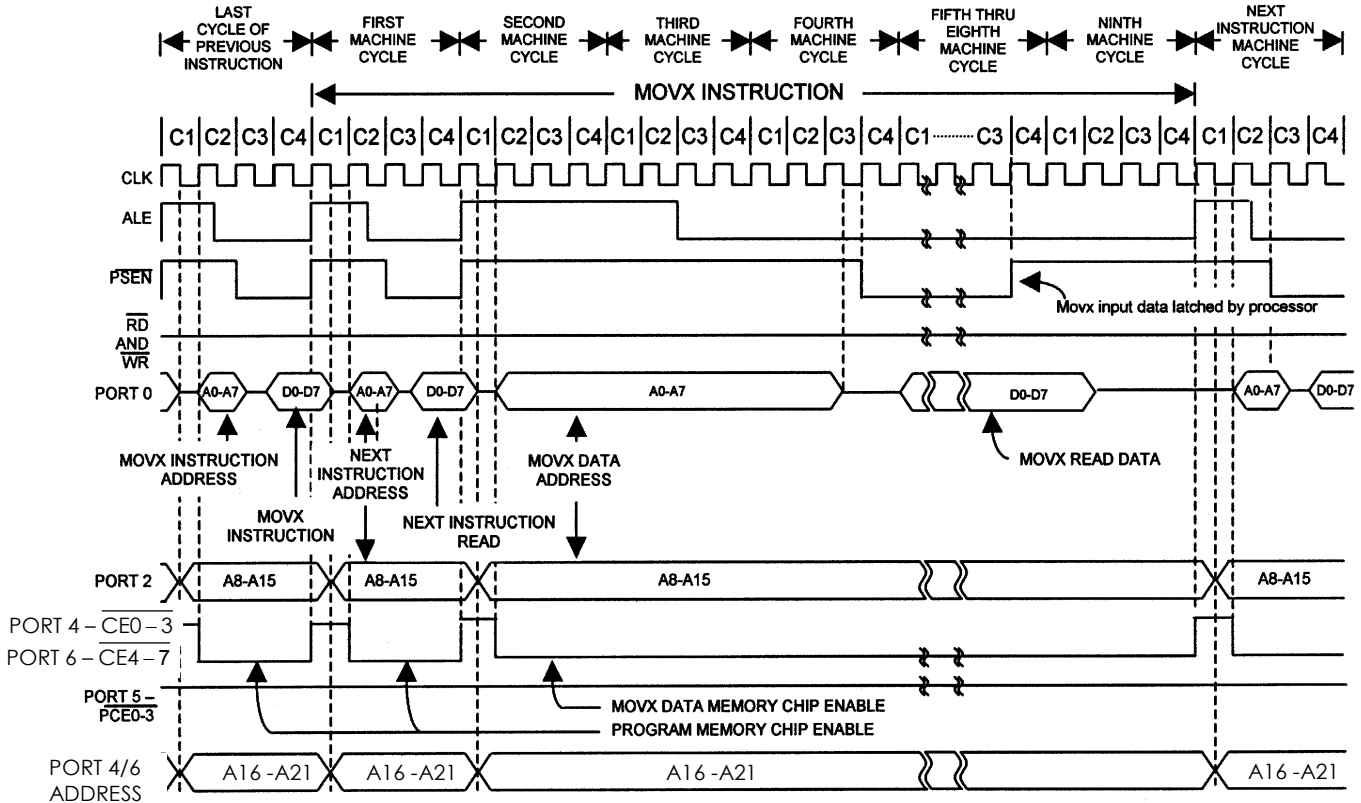 LAST
CYCLE OF
PREVIOUS
INSTRUCTION
FIRST
MACHINE
CYCLE
SECOND
MACHINE
CYCLE
THIRD
MACHINE
CYCLE
FOURTH
MACHINE
CYCLE
FIFTH THRU
EIGHTH
MACHINE
CYCLE
NINTH
MACHINE
CYCLE
NEXT
INSTRUCTION
MACHINE
CYCLE
MOVX INSTRUCTION
C1 C2 C3 C4 C1 C2 C3 C4 C1 C2 C3 C4 C1 C2 C3 C4 C1 C2 C3 C4 C1 ........... C3 C4 C1 C2 C3 C4 C1 C2 C3 C4
CLK
ALE
PSEN
Movx input data latched by processor
RD
AND
WR
PORT 0 A0-A7 D0-D7 A0-A7 D0-D7 A0-A7 D0-D7 A0-A7 D0-D7
MOVX INSTRUCTION
ADDRESS
NEXT
INSTRUCTION
ADDRESS
MOVX DATA
ADDRESS
MOVX READ DATA
MOVX
INSTRUCTION
NEXT INSTRUCTION
READ
PORT 2 A8-A15 A8-A15 A8-A15 A8-A15
PORT 4 – CE0 – 3
PORT 6 – CE4 – 7
PORT 5 –
PCE0-3
MOVX DATA MEMORY CHIP ENABLE
PROGRAM MEMORY CHIP ENABLE
PORT 4/6
ADDRESS
A16 -A21 A16 -A21 A16 -A21 A16 -A21